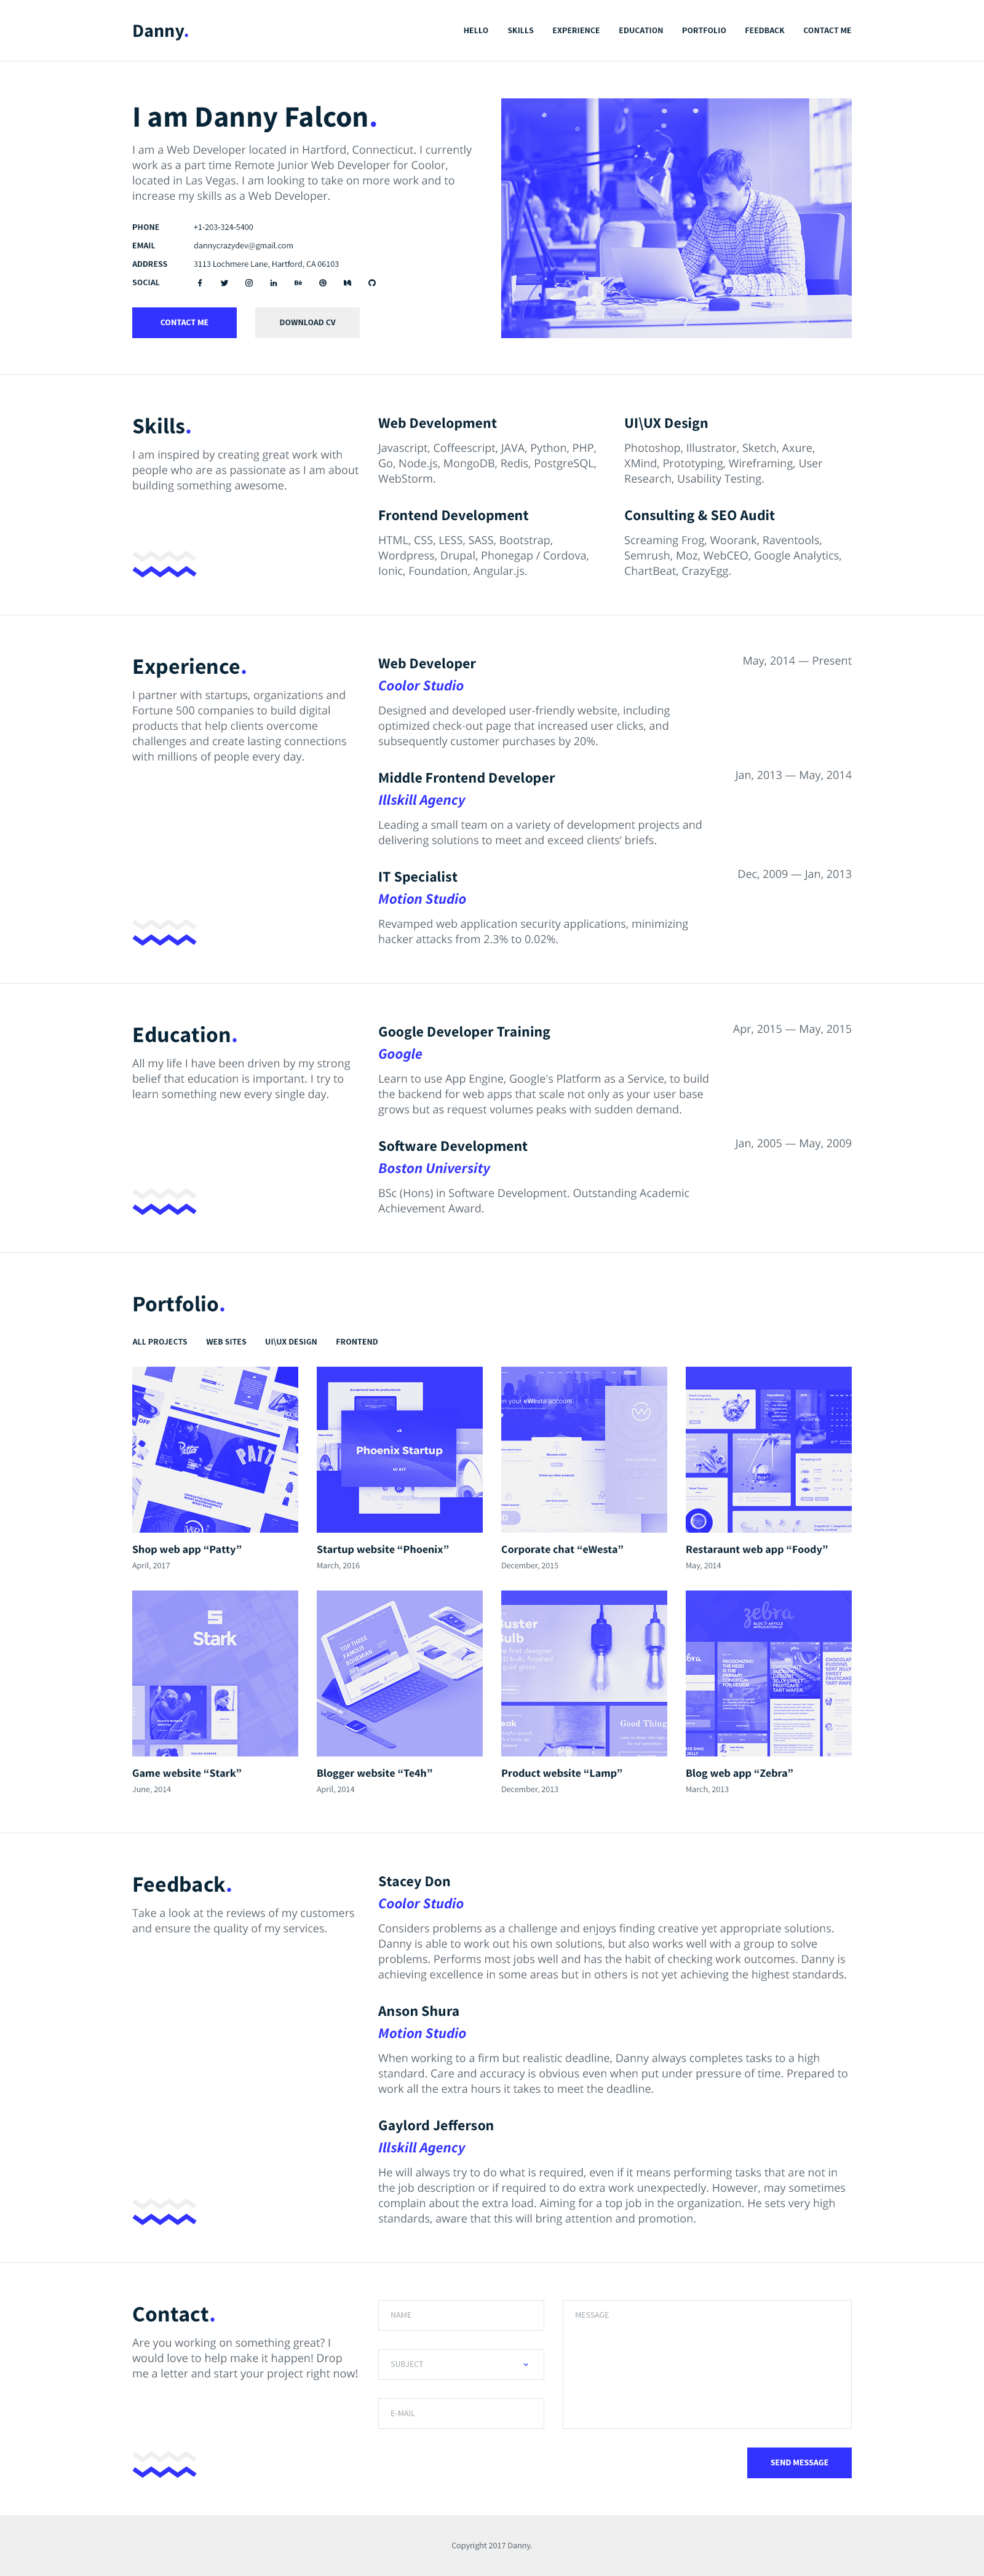 Danny.
HELLO SKILLS EXPERIENCE EDUCATION PORTFOLIO FEEDBACK CONTACT ME
I am Danny Falcon.
I am a Web Developer located in Hartford, Connecticut. I currently
work as a part time Remote Junior Web Developer for Coolor,
located in Las Vegas. I am looking to take on more work and to
increase my skills as a Web Developer.
PHONE +1-203-324-5400
EMAIL dannycrazydev@gmail.com
ADDRESS 3113 Lochmere Lane, Hartford, CA 06103
SOCIAL
CONTACT ME DOWNLOAD CV
Skills.
I am inspired by creating great work with
people who are as passionate as I am about
building something awesome.
Web Development
Javascript, Coffeescript, JAVA, Python, PHP,
Go, Node.js, MongoDB, Redis, PostgreSQL,
WebStorm.
UI\UX Design
Photoshop, Illustrator, Sketch, Axure,
XMind, Prototyping, Wireframing, User
Research, Usability Testing.
Frontend Development
HTML, CSS, LESS, SASS, Bootstrap,
Wordpress, Drupal, Phonegap / Cordova,
Ionic, Foundation, Angular.js.
Consulting & SEO Audit
Screaming Frog, Woorank, Raventools,
Semrush, Moz, WebCEO, Google Analytics,
ChartBeat, CrazyEgg.
Experience.
I partner with startups, organizations and
Fortune 500 companies to build digital
products that help clients overcome
challenges and create lasting connections
with millions of people every day.
Web Developer
May, 2014 — Present
Coolor Studio
Designed and developed user-friendly website, including
optimized check-out page that increased user clicks, and
subsequently customer purchases by 20%.
Middle Frontend Developer
Jan, 2013 — May, 2014
Illskill Agency
Leading a small team on a variety of development projects and
delivering solutions to meet and exceed clients’ briefs.
IT Specialist
Dec, 2009 — Jan, 2013
Motion Studio
Revamped web application security applications, minimizing
hacker attacks from 2.3% to 0.02%.
Education.
All my life I have been driven by my strong
belief that education is important. I try to
learn something new every single day.
Google Developer Training
Apr, 2015 — May, 2015
Google
Learn to use App Engine, Google's Platform as a Service, to build
the backend for web apps that scale not only as your user base
grows but as request volumes peaks with sudden demand.
Software Development
Jan, 2005 — May, 2009
Boston University
BSc (Hons) in Software Development. Outstanding Academic
Achievement Award.
Portfolio.
ALL PROJECTS WEB SITES UI\UX DESIGN FRONTEND
OFF
Patty
PATT
Phoenix Startup
UI KIT
n your eWesta account
Shop web app “Patty”
April, 2017
Startup website “Phoenix”
March, 2016
Corporate chat “eWesta”
December, 2015
Restaraunt web app “Foody”
May, 2014
Stark
TOP THREE
FAMOUS
BOHEMIAN
uster
ulb
Good Thing
zebra
Game website “Stark”
June, 2014
Blogger website “Te4h”
April, 2014
Product website “Lamp”
December, 2013
Blog web app “Zebra”
March, 2013
Feedback.
Take a look at the reviews of my customers
and ensure the quality of my services.
Stacey Don
Coolor Studio
Considers problems as a challenge and enjoys finding creative yet appropriate solutions.
Danny is able to work out his own solutions, but also works well with a group to solve
problems. Performs most jobs well and has the habit of checking work outcomes. Danny is
achieving excellence in some areas but in others is not yet achieving the highest standards.
Anson Shura
Motion Studio
When working to a firm but realistic deadline, Danny always completes tasks to a high
standard. Care and accuracy is obvious even when put under pressure of time. Prepared to
work all the extra hours it takes to meet the deadline.
Gaylord Jefferson
Illskill Agency
He will always try to do what is required, even if it means performing tasks that are not in
the job description or if required to do extra work unexpectedly. However, may sometimes
complain about the extra load. Aiming for a top job in the organization. He sets very high
standards, aware that this will bring attention and promotion.
Contact.
Are you working on something great? I
would love to help make it happen! Drop
me a letter and start your project right now!
NAME
SUBJECT
E-MAIL
MESSAGE
SEND MESSAGE
Copyright 2017 Danny.